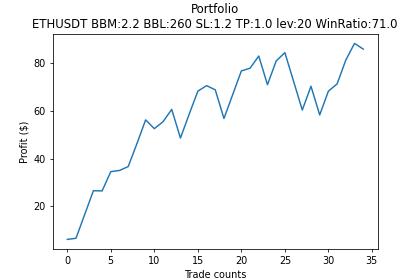 Portfolio
ETHUSDT BBM:2.2 BBL:260 SL:1.2 TP:1.0 lev:20 WinRatio:71.0
80
60
40
20
Profit ($)
0 5 10 15 20 25 30 35
Trade counts